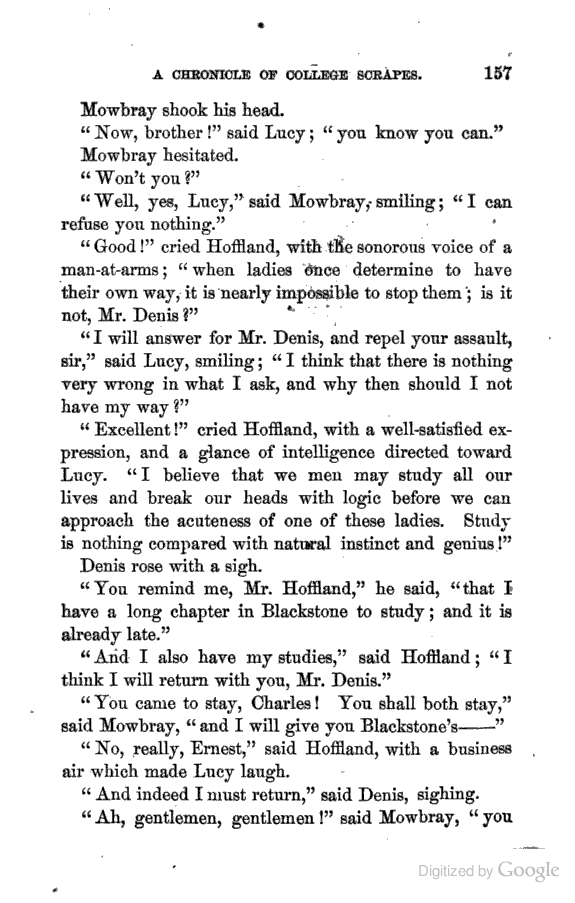 A CHRONICLE OF COLLEGE SCRAPES. 157
Mowbray shook his head.
“Now, brother!” said Lucy; “you know you can.”
Mowbray hesitated.
“Won’t you?”
“Well, yes, Lucy,” said Mowbray, smiling; “I can
refuse you nothing.”
“Good!” cried Hoffland, with the sonorous voice of a
man-at-arms; “when ladies once determine to have
their own way, it is nearly impossible to stop them; is it
not, Mr. Denis?”
“I will answer for Mr. Denis, and repel your assault,
sir,” said Lucy, smiling; “I think that there is nothing
very wrong in what I ask, and why then should I not
have my way?”
“Excellent!” cried Hoffland, with a well-satisfied ex-
pression, and a glance of intelligence directed toward
Lucy. “I believe that we men may study all our
lives and break our heads with logic before we can
approach the acuteness of one of these ladies. Study
is nothing compared with natural instinct and genius!”
Denis rose with a sigh.
“You remind me, Mr. Hoffland,” he said, “that I
have a long chapter in Blackstone to study; and it is
already late.”
“And I also have my studies,” said Hoffland; “I
think I will return with you, Mr. Denis.”
“You came to stay, Charles! You shall both stay,”
said Mowbray, “and I will give you Blackstone’s——”
“No, really, Ernest,” said Hoffland, with a business
air which made Lucy laugh.
“And indeed I must return,” said Denis, sighing.
“Ah, gentlemen, gentlemen!” said Mowbray, “you
Digitized by Google